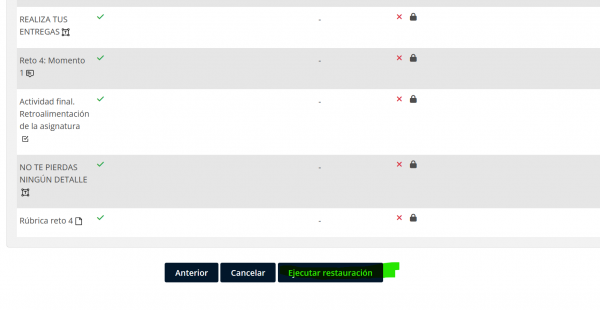 REALIZA TUS
ENTREGAS
-
Reto 4: Momento
1
-
Actividad final.
Retroalimentación
de la asignatura
-
NO TE PIERDAS
NINGÚN DETALLE
-
Rúbrica reto 4
-
Anterior Cancelar Ejecutar restauración